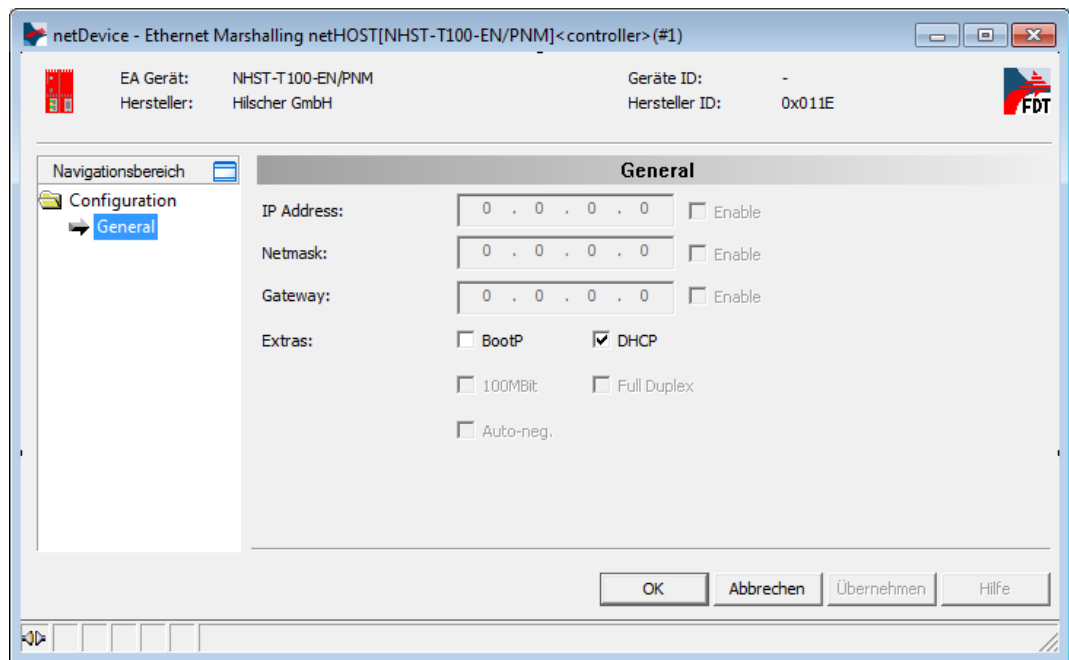 netDevice - Ethernet Marshalling netHOST[NHST-T100-EN/PNM]<controller>(#1)
EA Gerät: NHST-T100-EN/PNM Geräte ID: -
Hersteller: Hilscher GmbH Hersteller ID: 0x011E
FDT
Navigationsbereich
Configuration
General
General
IP Address: 0 . 0 . 0 . 0 Enable
Netmask: 0 . 0 . 0 . 0 Enable
Gateway: 0 . 0 . 0 . 0 Enable
Extras: BootP DHCP
100MBit Full Duplex
Auto-neg.
OK Abbrechen Übernehmen Hilfe